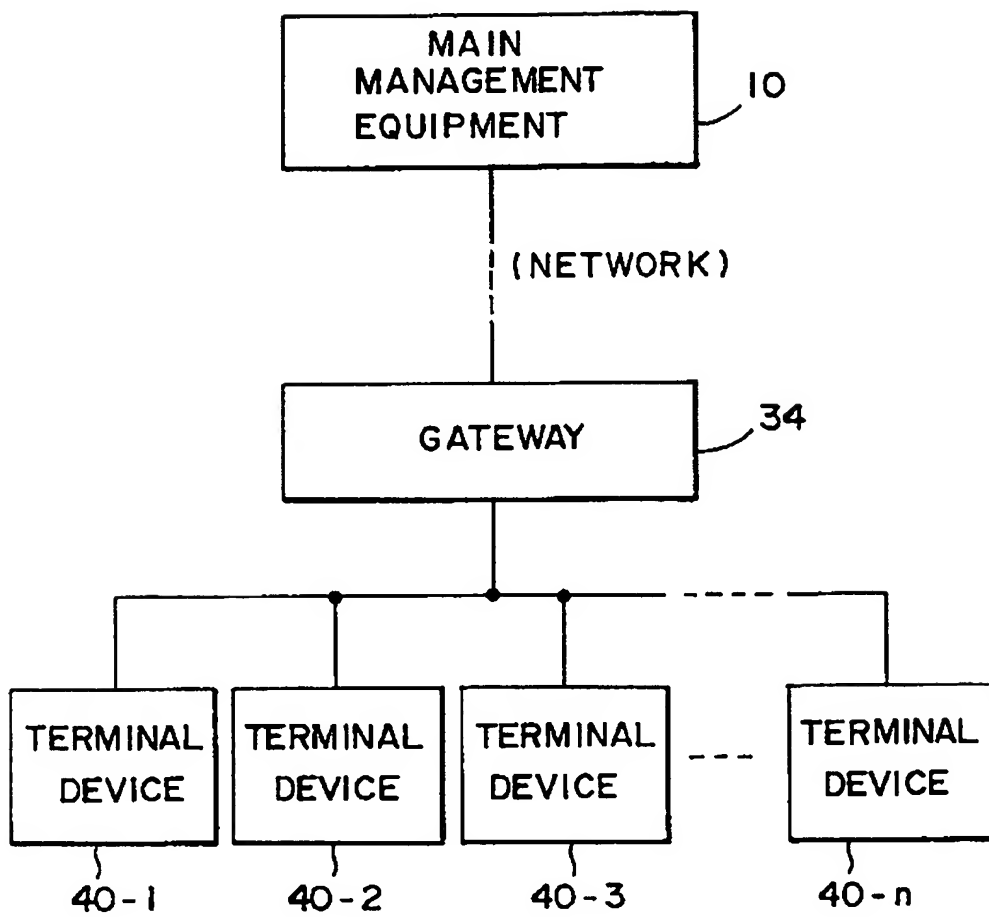 MAIN
MANAGEMENT
EQUIPMENT
10
(NETWORK)
GATEWAY
34
TERMINAL
DEVICE
TERMINAL
DEVICE
TERMINAL
DEVICE
TERMINAL
DEVICE
40-1
40-2
40-3
40-n